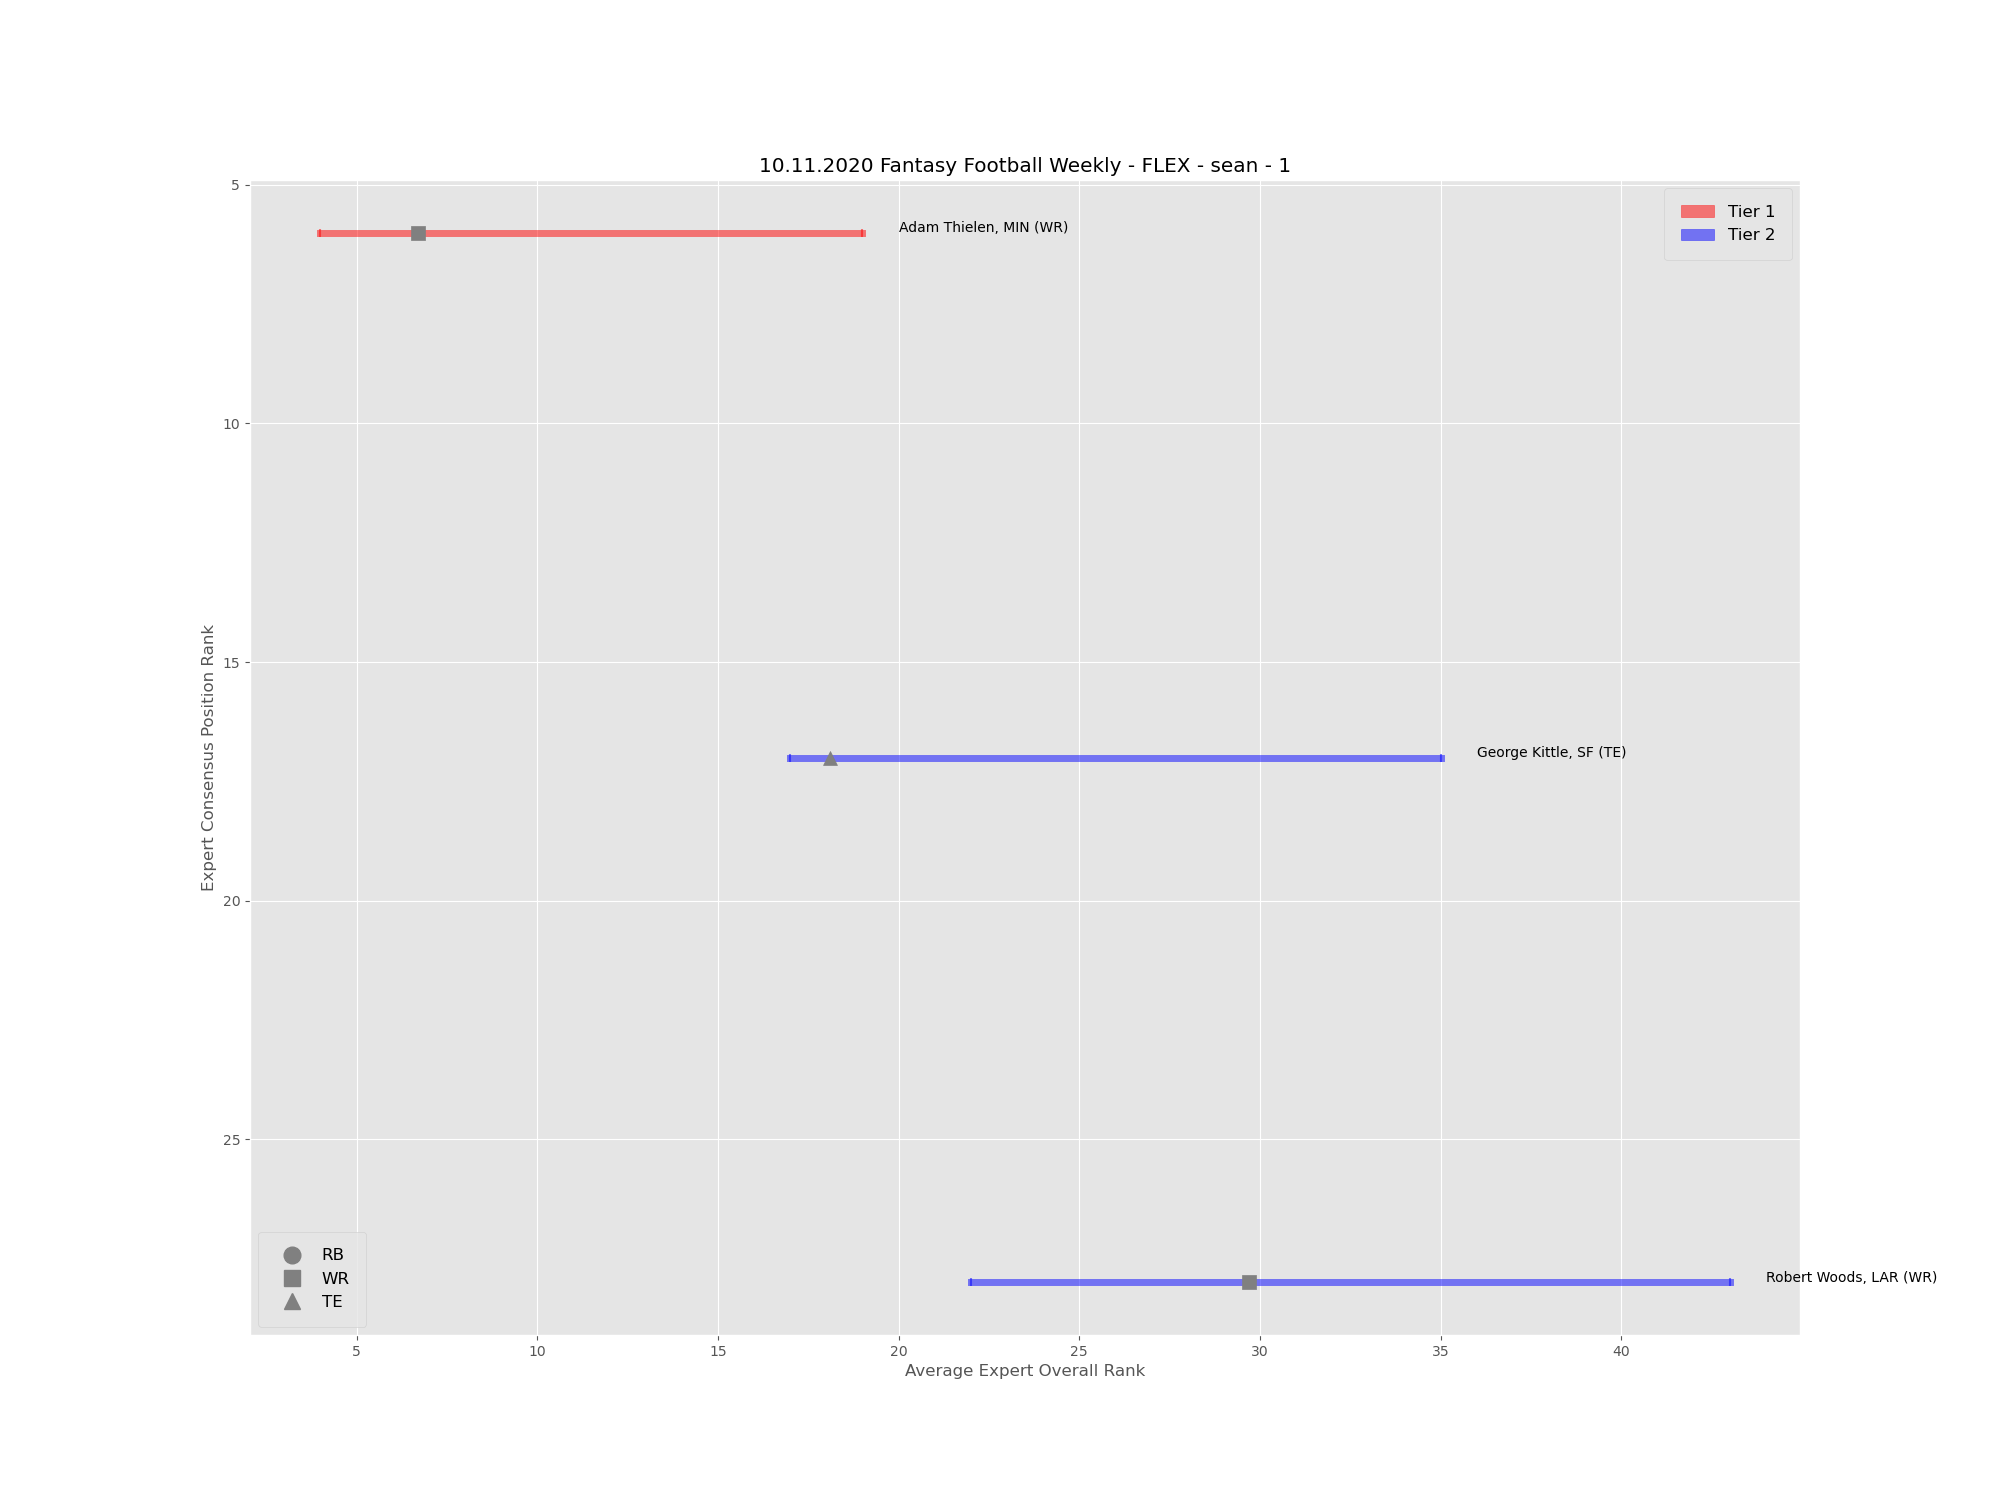 10.11.2020 Fantasy Football Weekly - FLEX - sean - 1
5
Adam Thielen, MIN (WR)
Tier 1
Tier 2
10
15
Expert Consensus Position Rank
George Kittle, SF (TE)
20
25
RB
WR
TE
Robert Woods, LAR (WR)
5 10 15 20 25 30 35 40
Average Expert Overall Rank